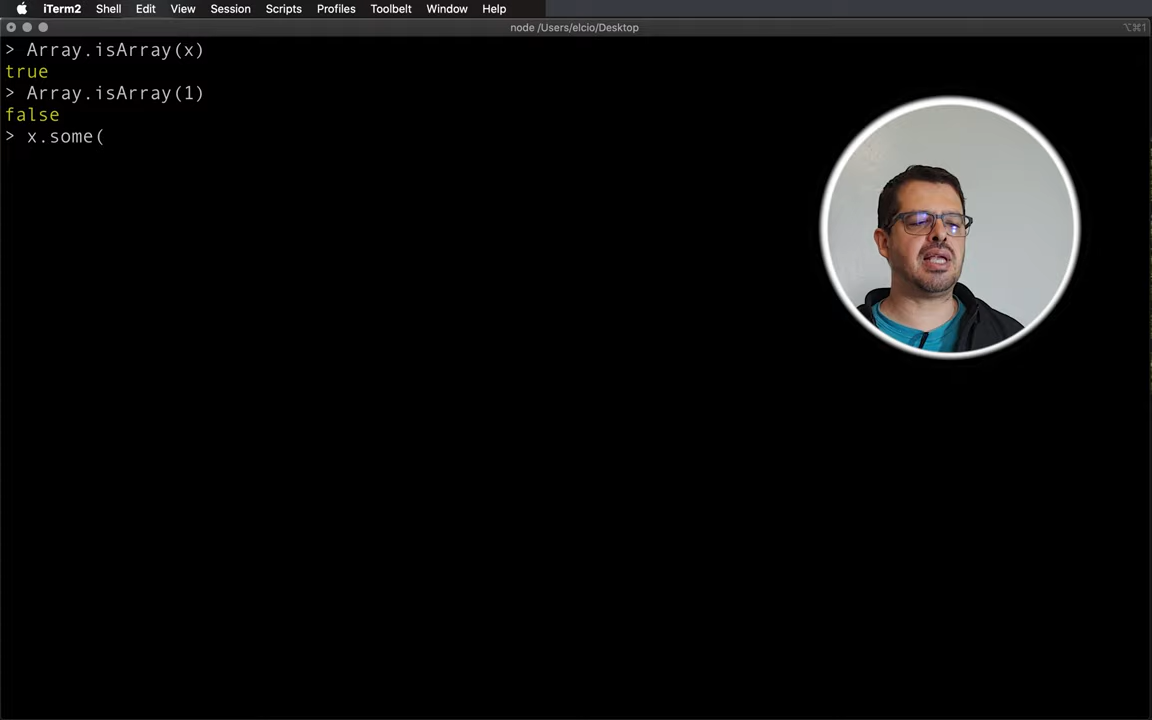 iTerm2 Shell Edit View Session Scripts Profiles Toolbelt Window Help
node /Users/elcio/Desktop ⌥⌘1
> Array.isArray(x)
true
> Array.isArray(1)
false
> x.some(